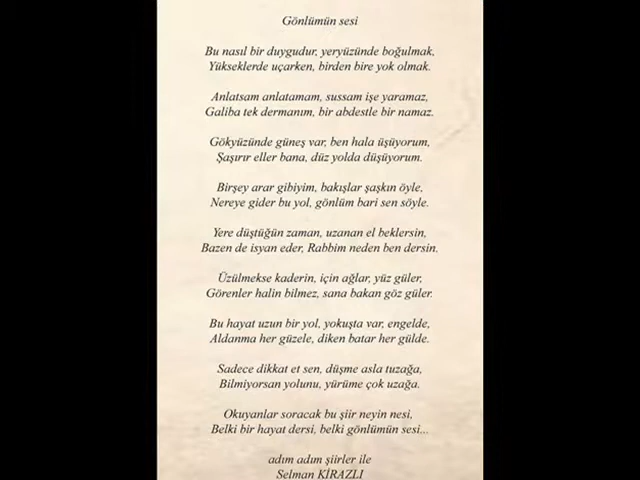 Gönlümün sesi
Bu nasıl bir duygudur, yeryüzünde boğulmak,
Yükseklerde uçarken, birden bire yok olmak.
Anlatsam anlatamam, sussam işe yaramaz,
Galiba tek dermanım, bir abdestle bir namaz.
Gökyüzünde güneş var, ben hala üşüyorum,
Şaşırır eller bana, düz yolda düşüyorum.
Birşey arar gibiyim, bakışlar şaşkın öyle,
Nereye gider bu yol, gönlüm bari sen söyle.
Yere düştüğün zaman, uzanan el beklersin,
Bazen de isyan eder, Rabbim neden ben dersin.
Üzülmekse kaderin, için ağlar, yüz güler,
Görenler halin bilmez, sana bakan göz güler.
Bu hayat uzun bir yol, yokuşta var, engelde,
Aldanma her güzele, diken batar her gülde.
Sadece dikkat et sen, düşme asla tuzağa,
Bilmiyorsan yolunu, yürüme çok uzağa.
Okuyanlar soracak bu şiir neyin nesi,
Belki bir hayat dersi, belki gönlümün sesi...
adım adım şiirler ile
Selman KİRAZLI